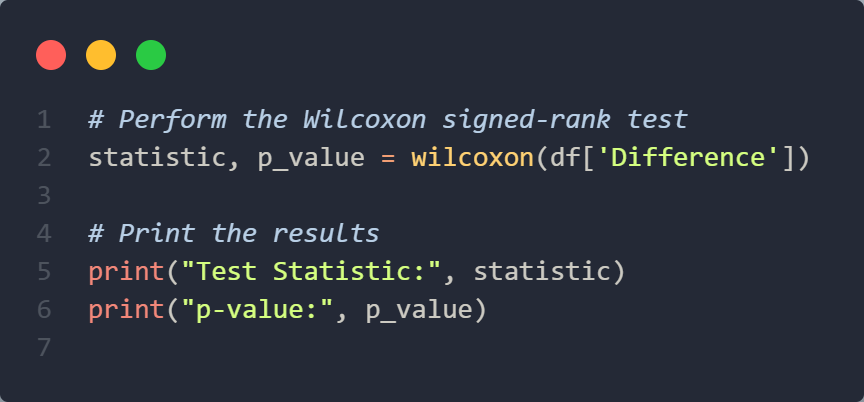 1 # Perform the Wilcoxon signed-rank test
2 statistic, p_value = wilcoxon(df['Difference'])
3
4 # Print the results
5 print("Test Statistic:", statistic)
6 print("p-value:", p_value)
7